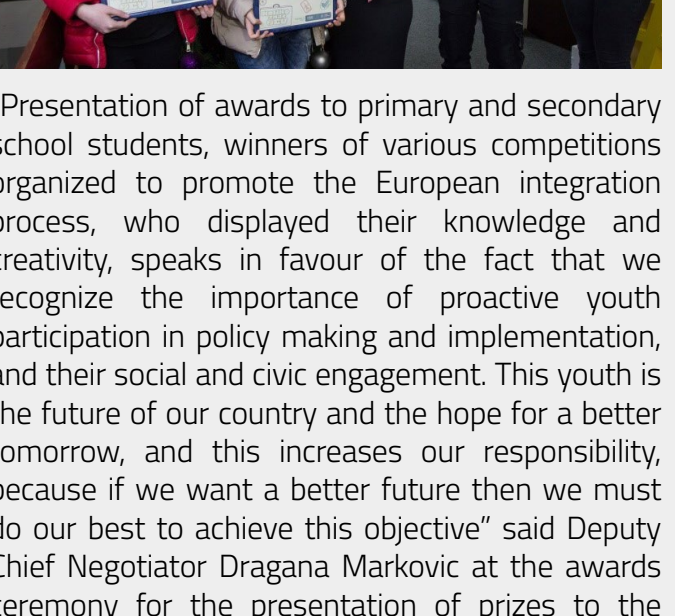 Presentation of awards to primary and secondary
school students, winners of various competitions
organized to promote the European integration
process, who displayed their knowledge and
creativity, speaks in favour of the fact that we
recognize the importance of proactive youth
participation in policy making and implementation,
and their social and civic engagement. This youth is
the future of our country and the hope for a better
tomorrow, and this increases our responsibility,
because if we want a better future then we must
do our best to achieve this objective” said Deputy
Chief Negotiator Dragana Markovic at the awards
ceremony for the presentation of prizes to the